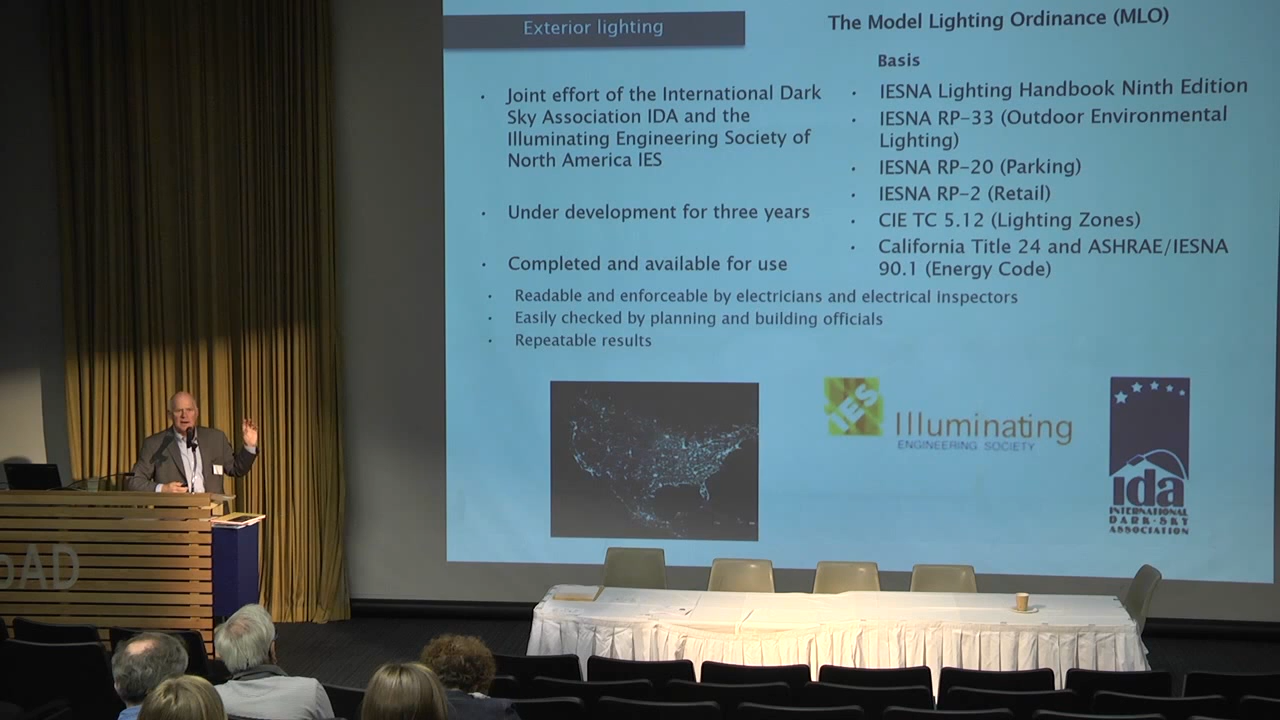 Exterior lighting
The Model Lighting Ordinance (MLO)
Basis
Joint effort of the International Dark
Sky Association IDA and the
Illuminating Engineering Society of
North America IES
Under development for three years
Completed and available for use
Readable and enforceable by electricians and electrical inspectors
Easily checked by planning and building officials
Repeatable results
IESNA Lighting Handbook Ninth Edition
IESNA RP-33 (Outdoor Environmental
Lighting)
IESNA RP-20 (Parking)
IESNA RP-2 (Retail)
CIE TC 5.12 (Lighting Zones)
California Title 24 and ASHRAE/IESNA
90.1 (Energy Code)
IES
Illuminating
ENGINEERING SOCIETY
ida
INTERNATIONAL
DARK-SKY
ASSOCIATION